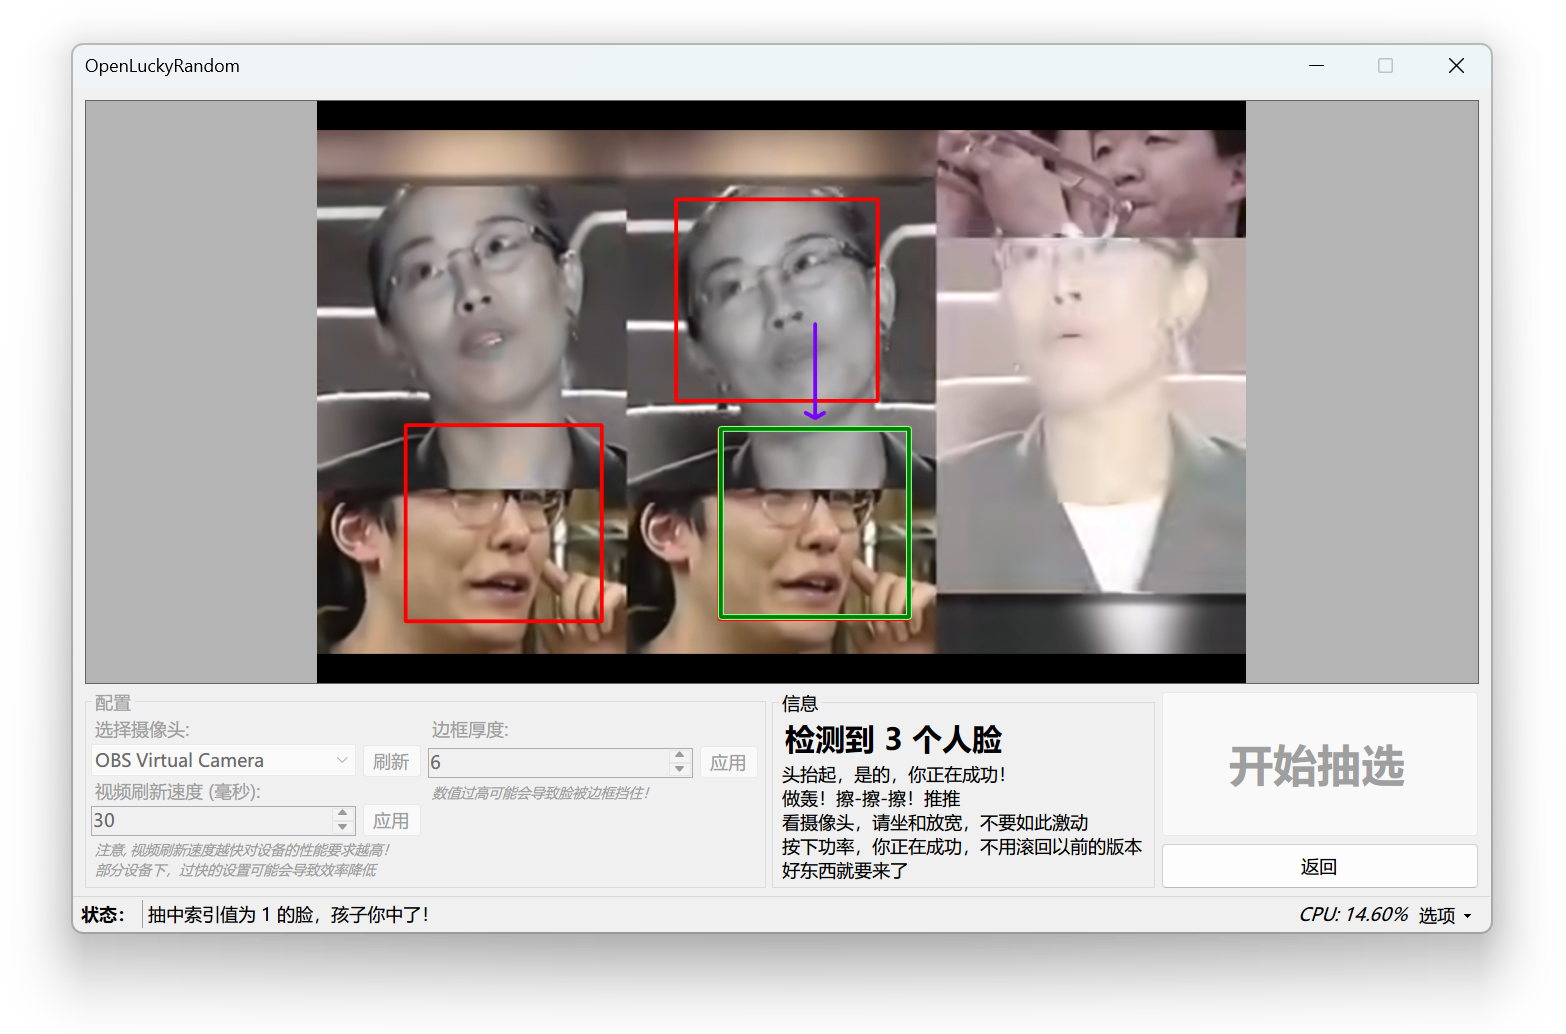 OpenLuckyRandom
配置
选择摄像头:
OBS Virtual Camera
刷新
边框厚度:
6
应用
数值过高可能会导致脸被边框挡住!
视频刷新速度 (毫秒):
30
应用
注意, 视频刷新速度越快对设备的性能要求越高!
部分设备下，过快的设置可能会导致效率降低
信息
检测到 3 个人脸
头抬起，是的，你正在成功！
做轰！擦-擦-擦！推推
看摄像头，请坐和放宽，不要如此激动
按下功率，你正在成功，不用滚回以前的版本
好东西就要来了
开始抽选
返回
状态： 抽中索引值为 1 的脸，孩子你中了！
CPU: 14.60% 选项